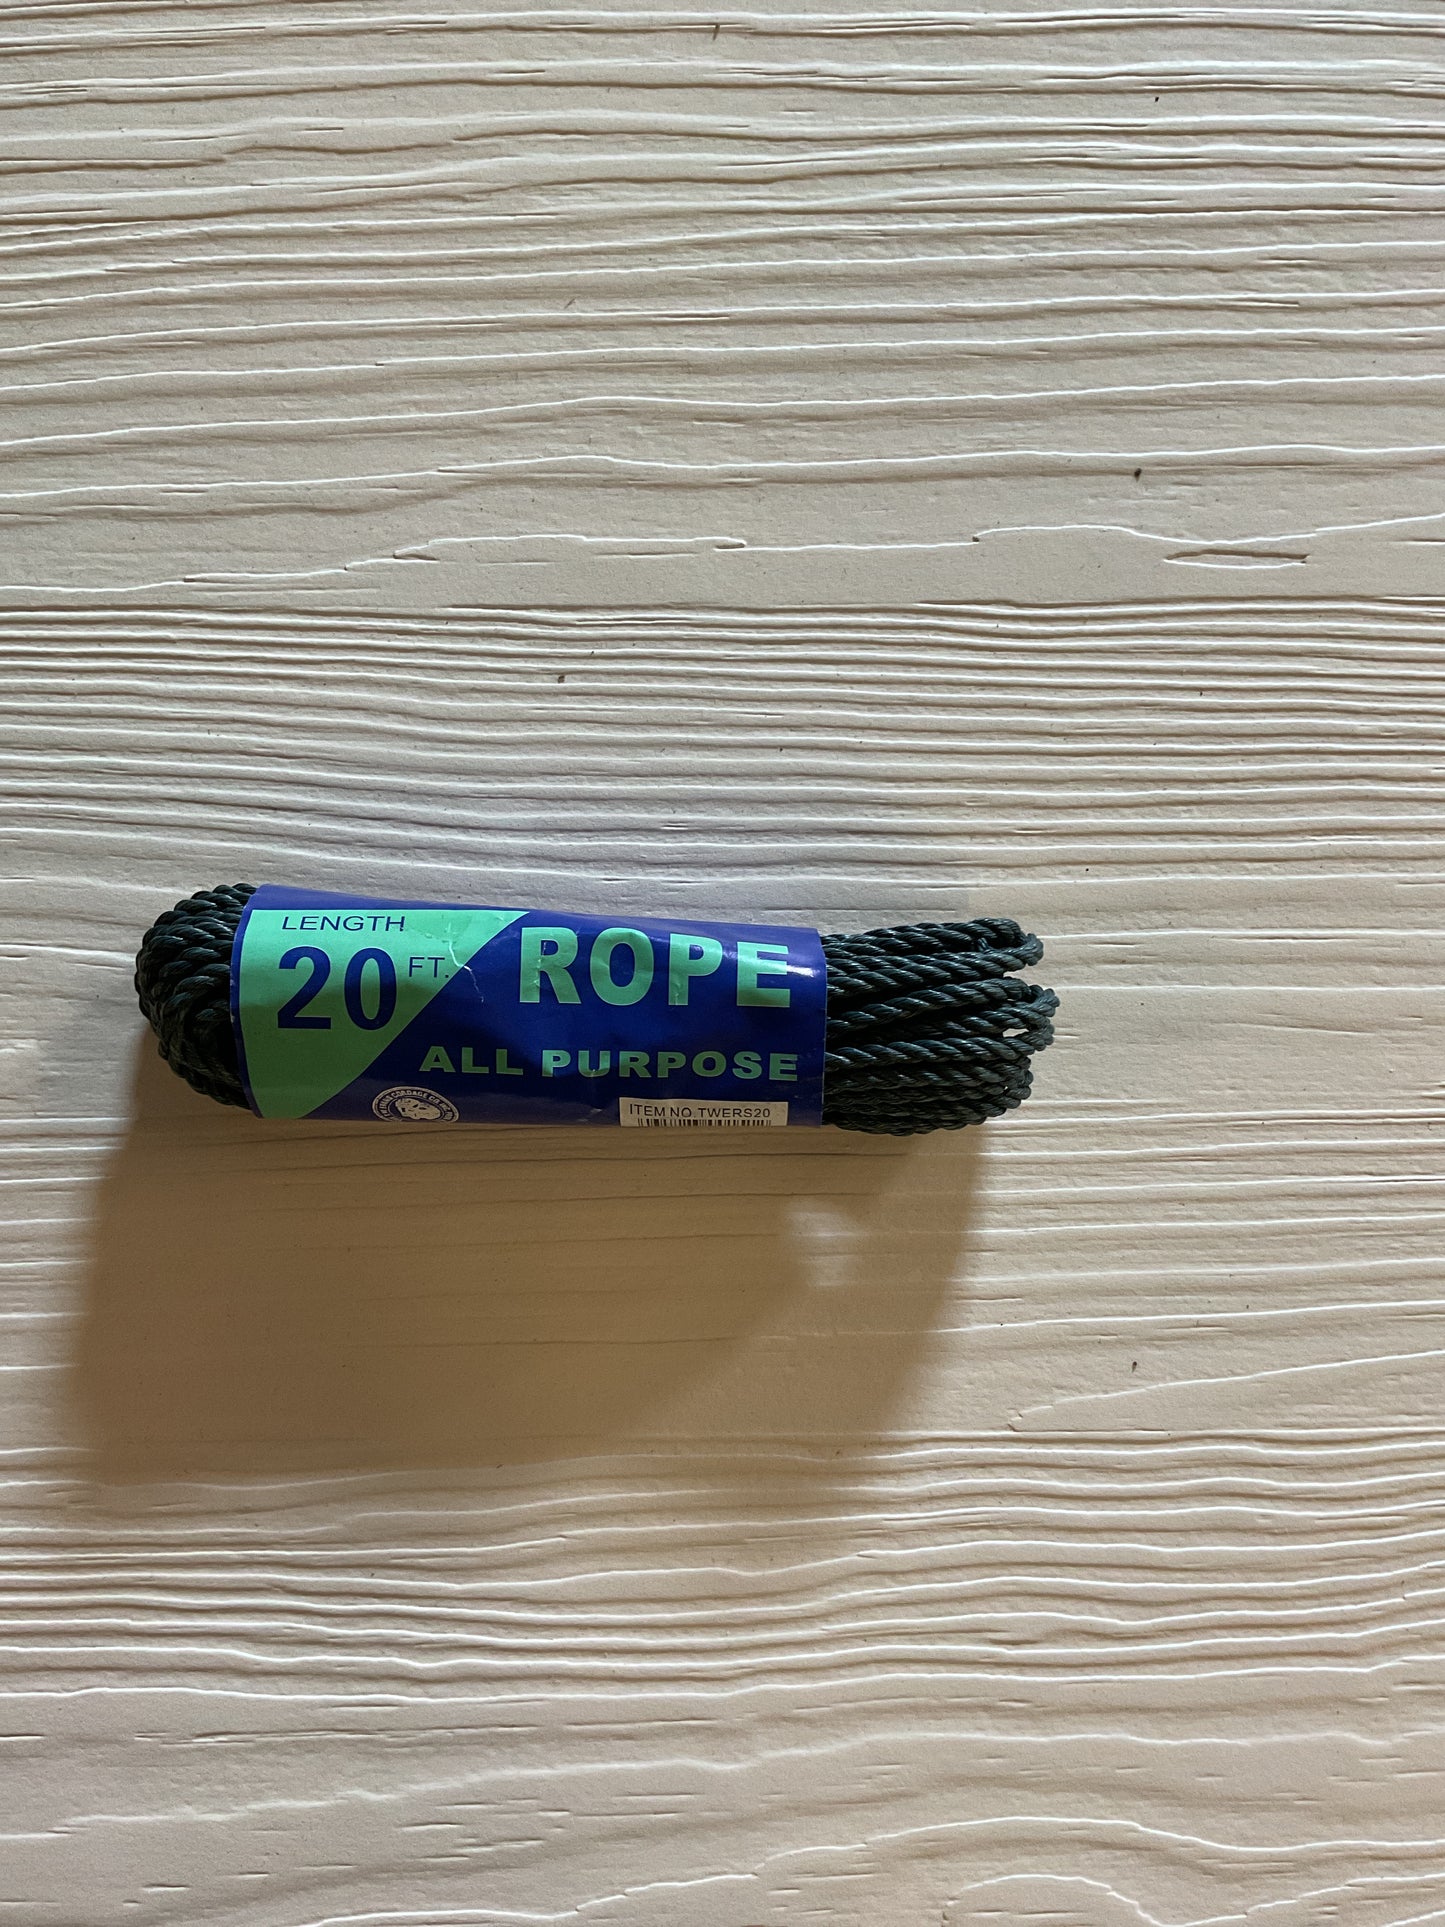 LENGTH
20 FT.
ROPE
ALL PURPOSE
ITEM NO. TWERS20